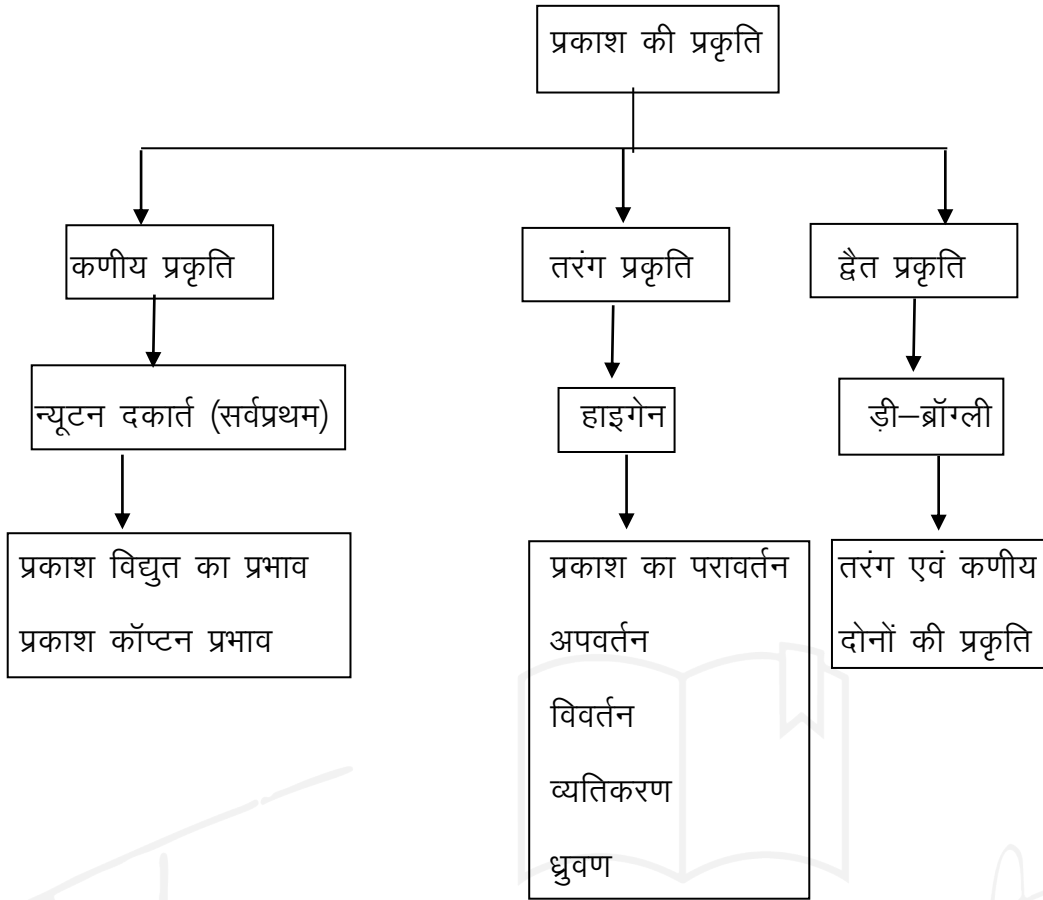 प्रकाश की प्रकृति
कणीय प्रकृति
तरंग प्रकृति
द्वैत प्रकृति
न्यूटन दकार्त (सर्वप्रथम)
हाइगेन
ड़ी–ब्रॉग्ली
प्रकाश विद्युत का प्रभाव
प्रकाश कॉप्टन प्रभाव
प्रकाश का परावर्तन
अपवर्तन
विवर्तन
व्यतिकरण
ध्रुवण
तरंग एवं कणीय
दोनों की प्रकृति